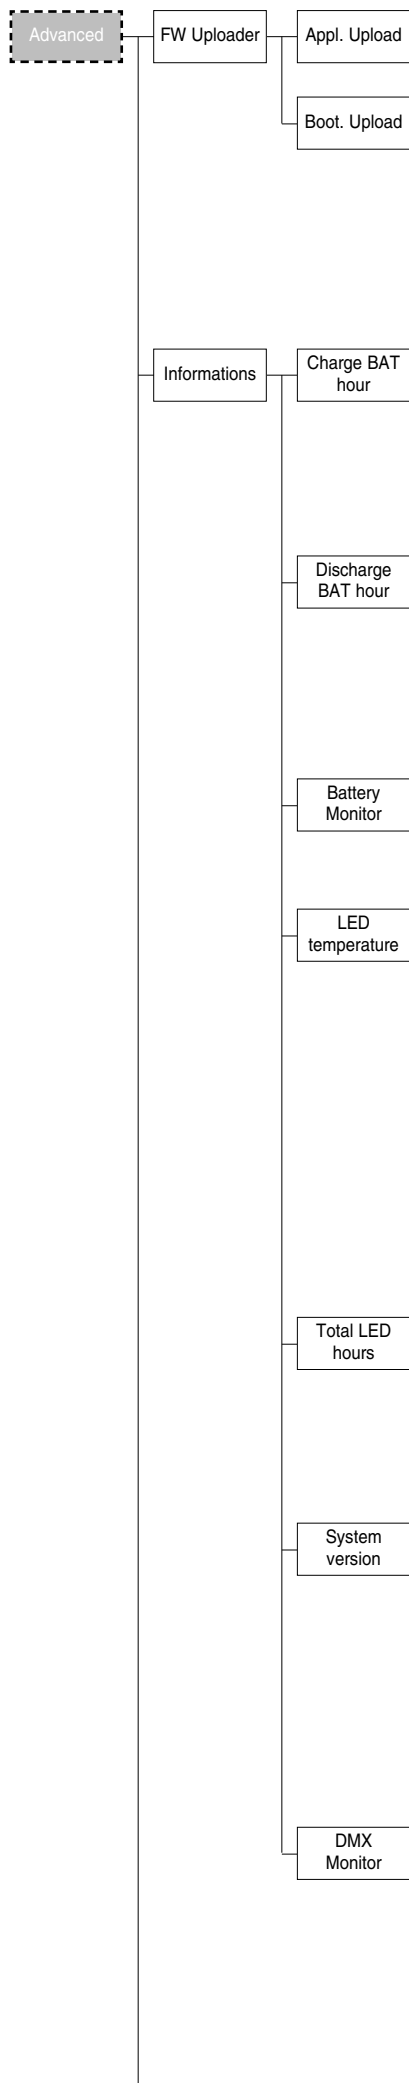 Advanced
FW Uploader
Appl. Upload
Boot. Upload
Informations
Charge BAT
hour
Discharge
BAT hour
Battery
Monitor
LED
temperature
Total LED
hours
System
version
DMX
Monitor